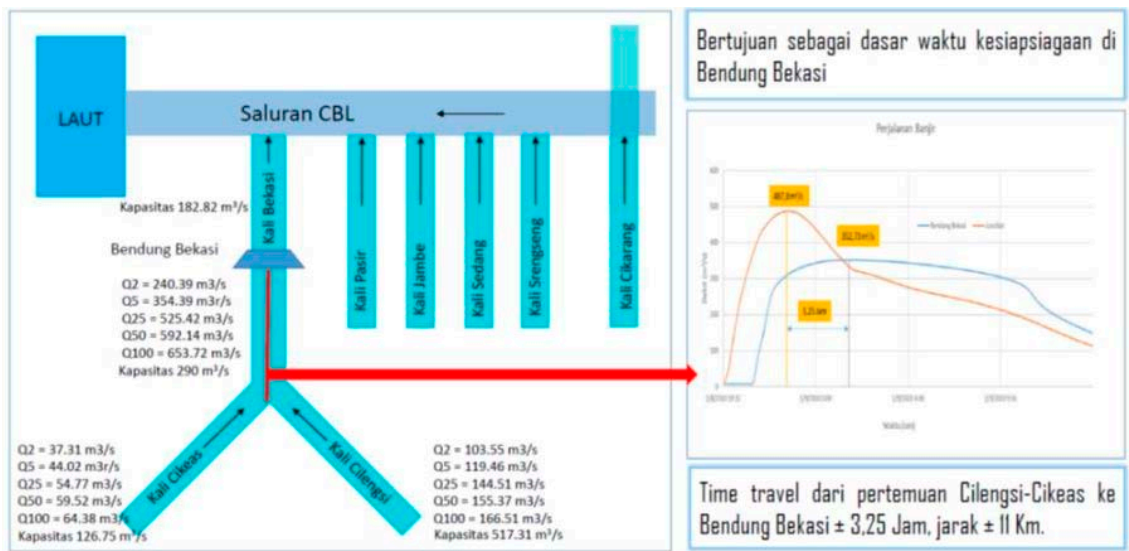 LAUT
Saluran CBL
Kapasitas 182.82 m³/s
Kali Bekasi
Bendung Bekasi
Q2 = 240.39 m3/s
Q5 = 354.39 m3r/s
Q25 = 525.42 m3/s
Q50 = 592.14 m3/s
Q100 = 653.72 m3/s
Kapasitas 290 m³/s
Kali Pasir
Kali Jambe
Kali Sedang
Kali Srengseng
Kali Cikarang
Kali Cikeas
Kali Cilengsi
Q2 = 37.31 m3/s
Q5 = 44.02 m3r/s
Q25 = 54.77 m3/s
Q50 = 59.52 m3/s
Q100 = 64.38 m3/s
Kapasitas 126.75 m³/s
Q2 = 103.55 m3/s
Q5 = 119.46 m3/s
Q25 = 144.51 m3/s
Q50 = 155.37 m3/s
Q100 = 166.51 m3/s
Kapasitas 517.31 m³/s
Bertujuan sebagai dasar waktu kesiapsiagaan di
Bendung Bekasi
Perjalanan Banjir
Bendung Bekasi
3,25 Jam
Time travel dari pertemuan Cilengsi-Cikeas ke
Bendung Bekasi ± 3,25 Jam, jarak ± 11 Km.